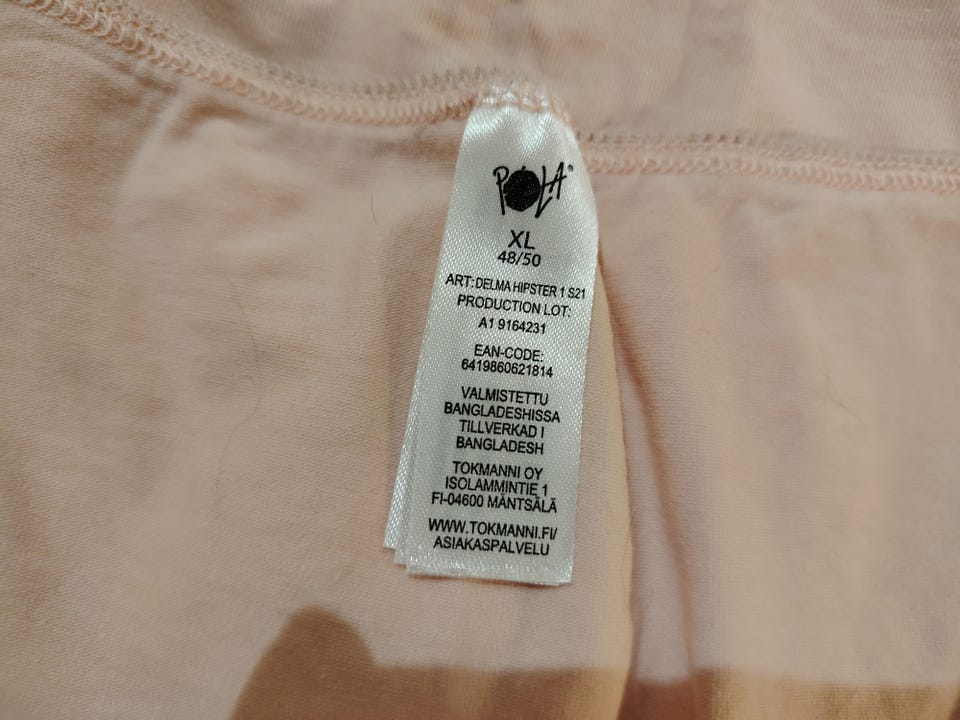 POLA®
XL
48/50
ART: DELMA HIPSTER 1 S21
PRODUCTION LOT:
A1 9164231
EAN-CODE:
6419860621814
VALMISTETTU
BANGLADESHISSA
TILLVERKAD I
BANGLADESH
TOKMANNI OY
ISOLAMMINTIE 1
FI-04600 MÄNTSÄLÄ
WWW.TOKMANNI.FI/
ASIAKASPALVELU